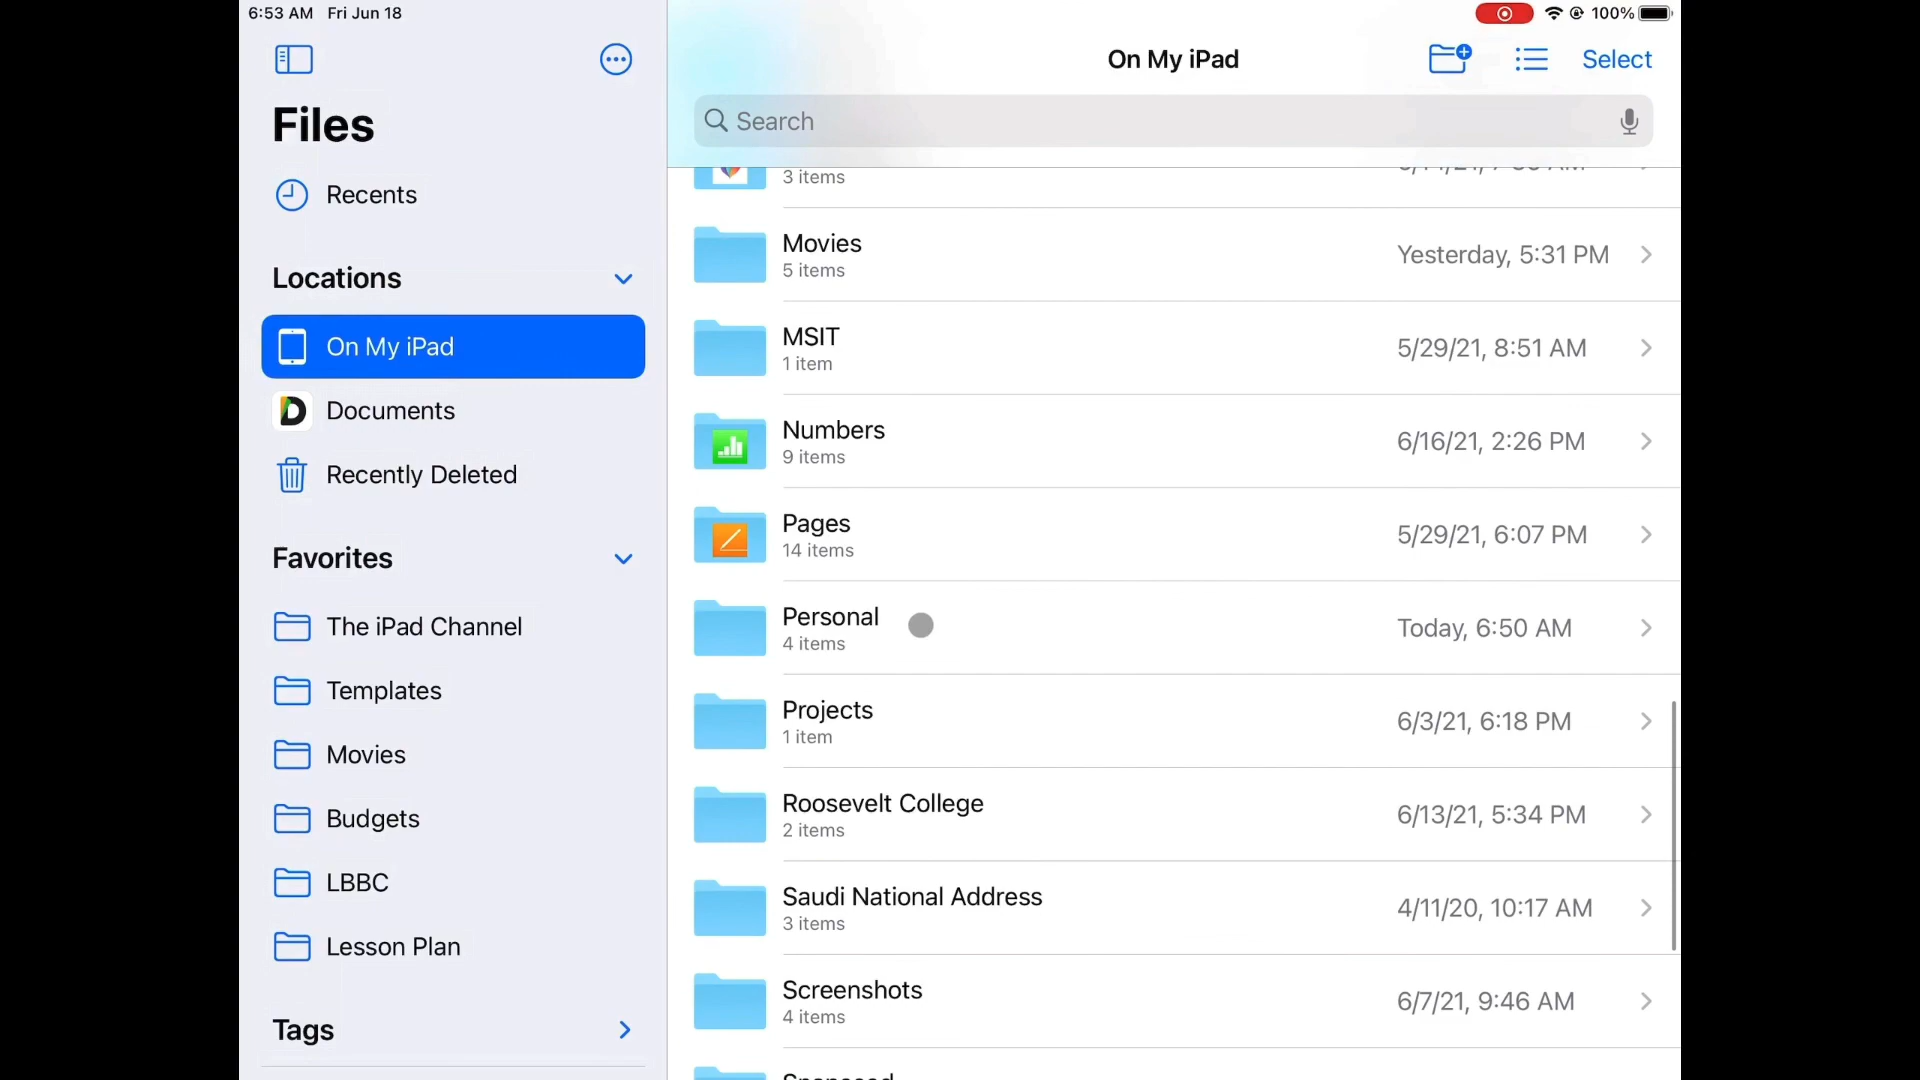 6:53 AM Fri Jun 18
100%
Files
Recents
Locations
On My iPad
Documents
Recently Deleted
Favorites
The iPad Channel
Templates
Movies
Budgets
LBBC
Lesson Plan
Tags
On My iPad
Select
Search
3 items
Movies
5 items
Yesterday, 5:31 PM
MSIT
1 item
5/29/21, 8:51 AM
Numbers
9 items
6/16/21, 2:26 PM
Pages
14 items
5/29/21, 6:07 PM
Personal
4 items
Today, 6:50 AM
Projects
1 item
6/3/21, 6:18 PM
Roosevelt College
2 items
6/13/21, 5:34 PM
Saudi National Address
3 items
4/11/20, 10:17 AM
Screenshots
4 items
6/7/21, 9:46 AM